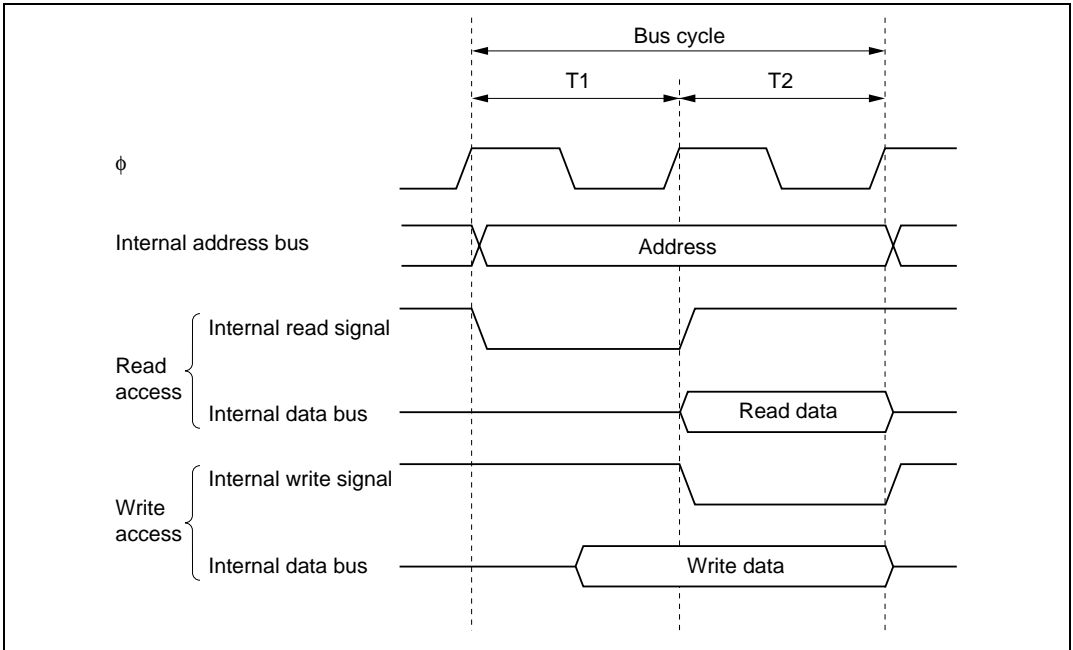 Bus cycle
T1
T2
φ
Internal address bus
Address
Internal read signal
Read
access
Internal data bus
Read data
Internal write signal
Write
access
Internal data bus
Write data